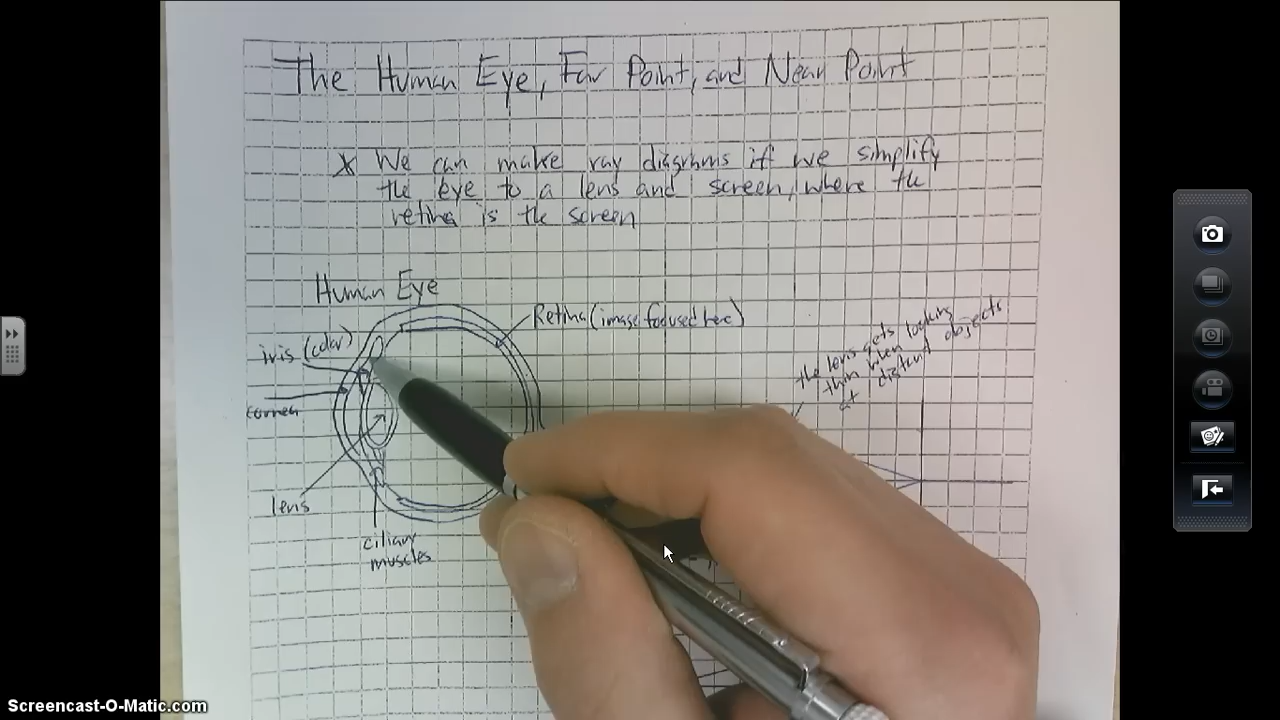 The Human Eye, Far Point, and Near Point
* We can make ray diagrams if we simplify
the eye to a lens and screen, where the
retina is the screen
Human Eye
Retina (image focused here)
iris (color)
cornea
lens
ciliary
muscles
the lens gets looking
thin when
at distant objects
Screencast-O-Matic.com